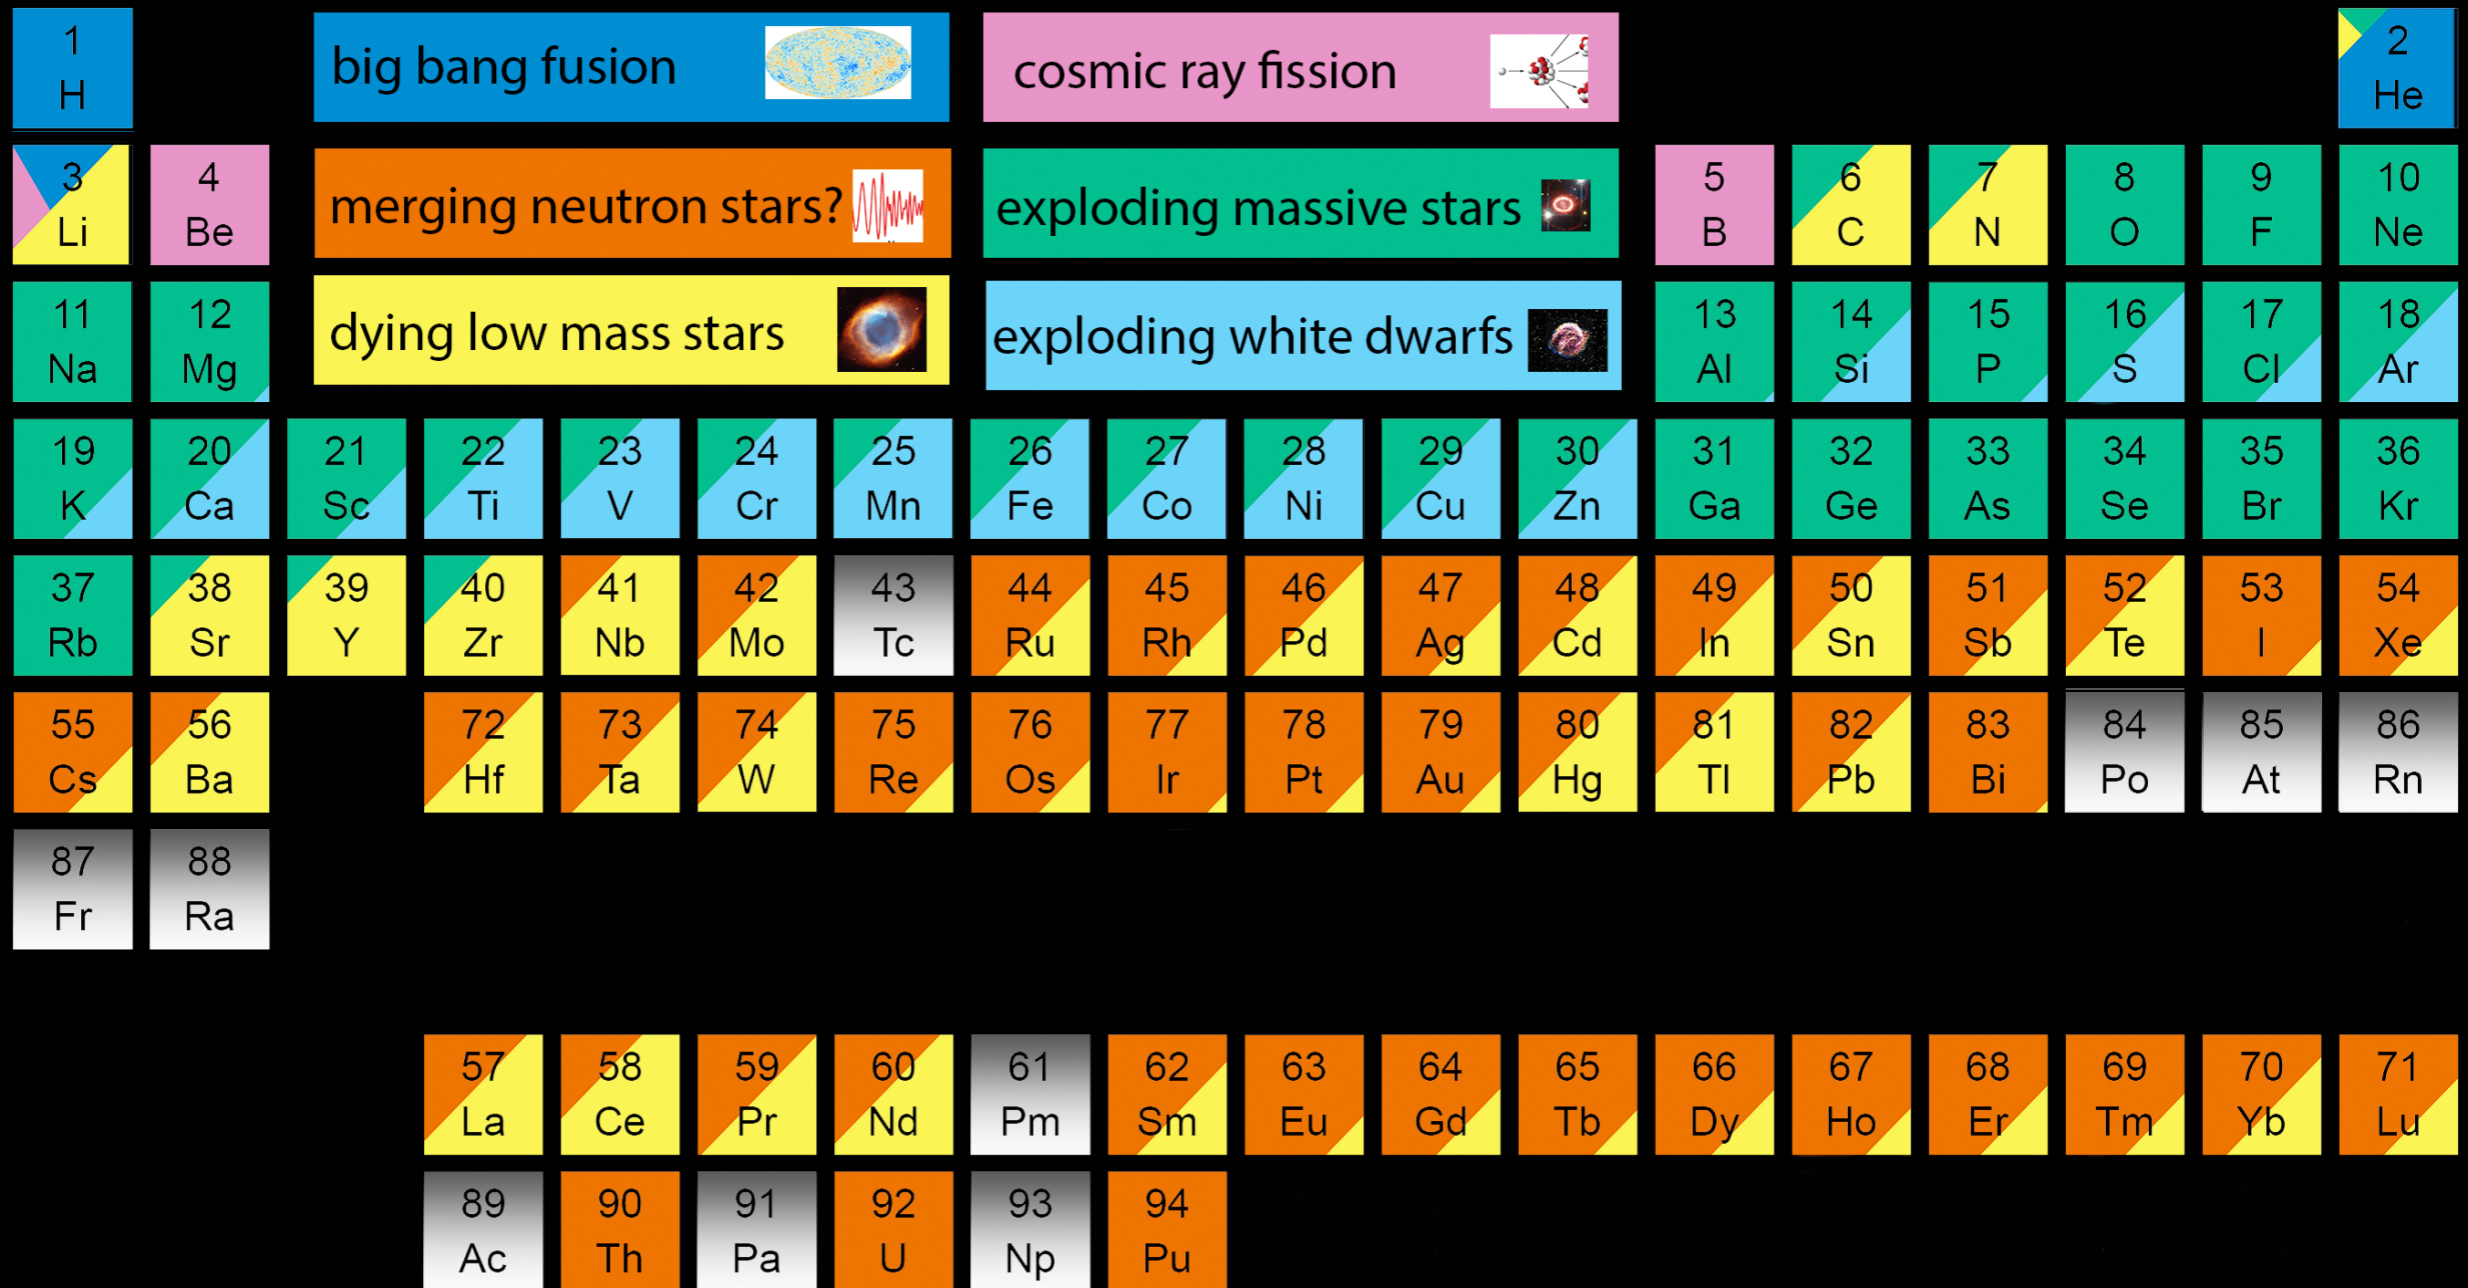 1 H
big bang fusion
cosmic ray fission
2 He
3 Li
4 Be
merging neutron stars?
exploding massive stars
5 B
6 C
7 N
8 O
9 F
10 Ne
11 Na
12 Mg
dying low mass stars
exploding white dwarfs
13 Al
14 Si
15 P
16 S
17 Cl
18 Ar
19 K
20 Ca
21 Sc
22 Ti
23 V
24 Cr
25 Mn
26 Fe
27 Co
28 Ni
29 Cu
30 Zn
31 Ga
32 Ge
33 As
34 Se
35 Br
36 Kr
37 Rb
38 Sr
39 Y
40 Zr
41 Nb
42 Mo
43 Tc
44 Ru
45 Rh
46 Pd
47 Ag
48 Cd
49 In
50 Sn
51 Sb
52 Te
53 I
54 Xe
55 Cs
56 Ba
72 Hf
73 Ta
74 W
75 Re
76 Os
77 Ir
78 Pt
79 Au
80 Hg
81 Tl
82 Pb
83 Bi
84 Po
85 At
86 Rn
87 Fr
88 Ra
57 La
58 Ce
59 Pr
60 Nd
61 Pm
62 Sm
63 Eu
64 Gd
65 Tb
66 Dy
67 Ho
68 Er
69 Tm
70 Yb
71 Lu
89 Ac
90 Th
91 Pa
92 U
93 Np
94 Pu